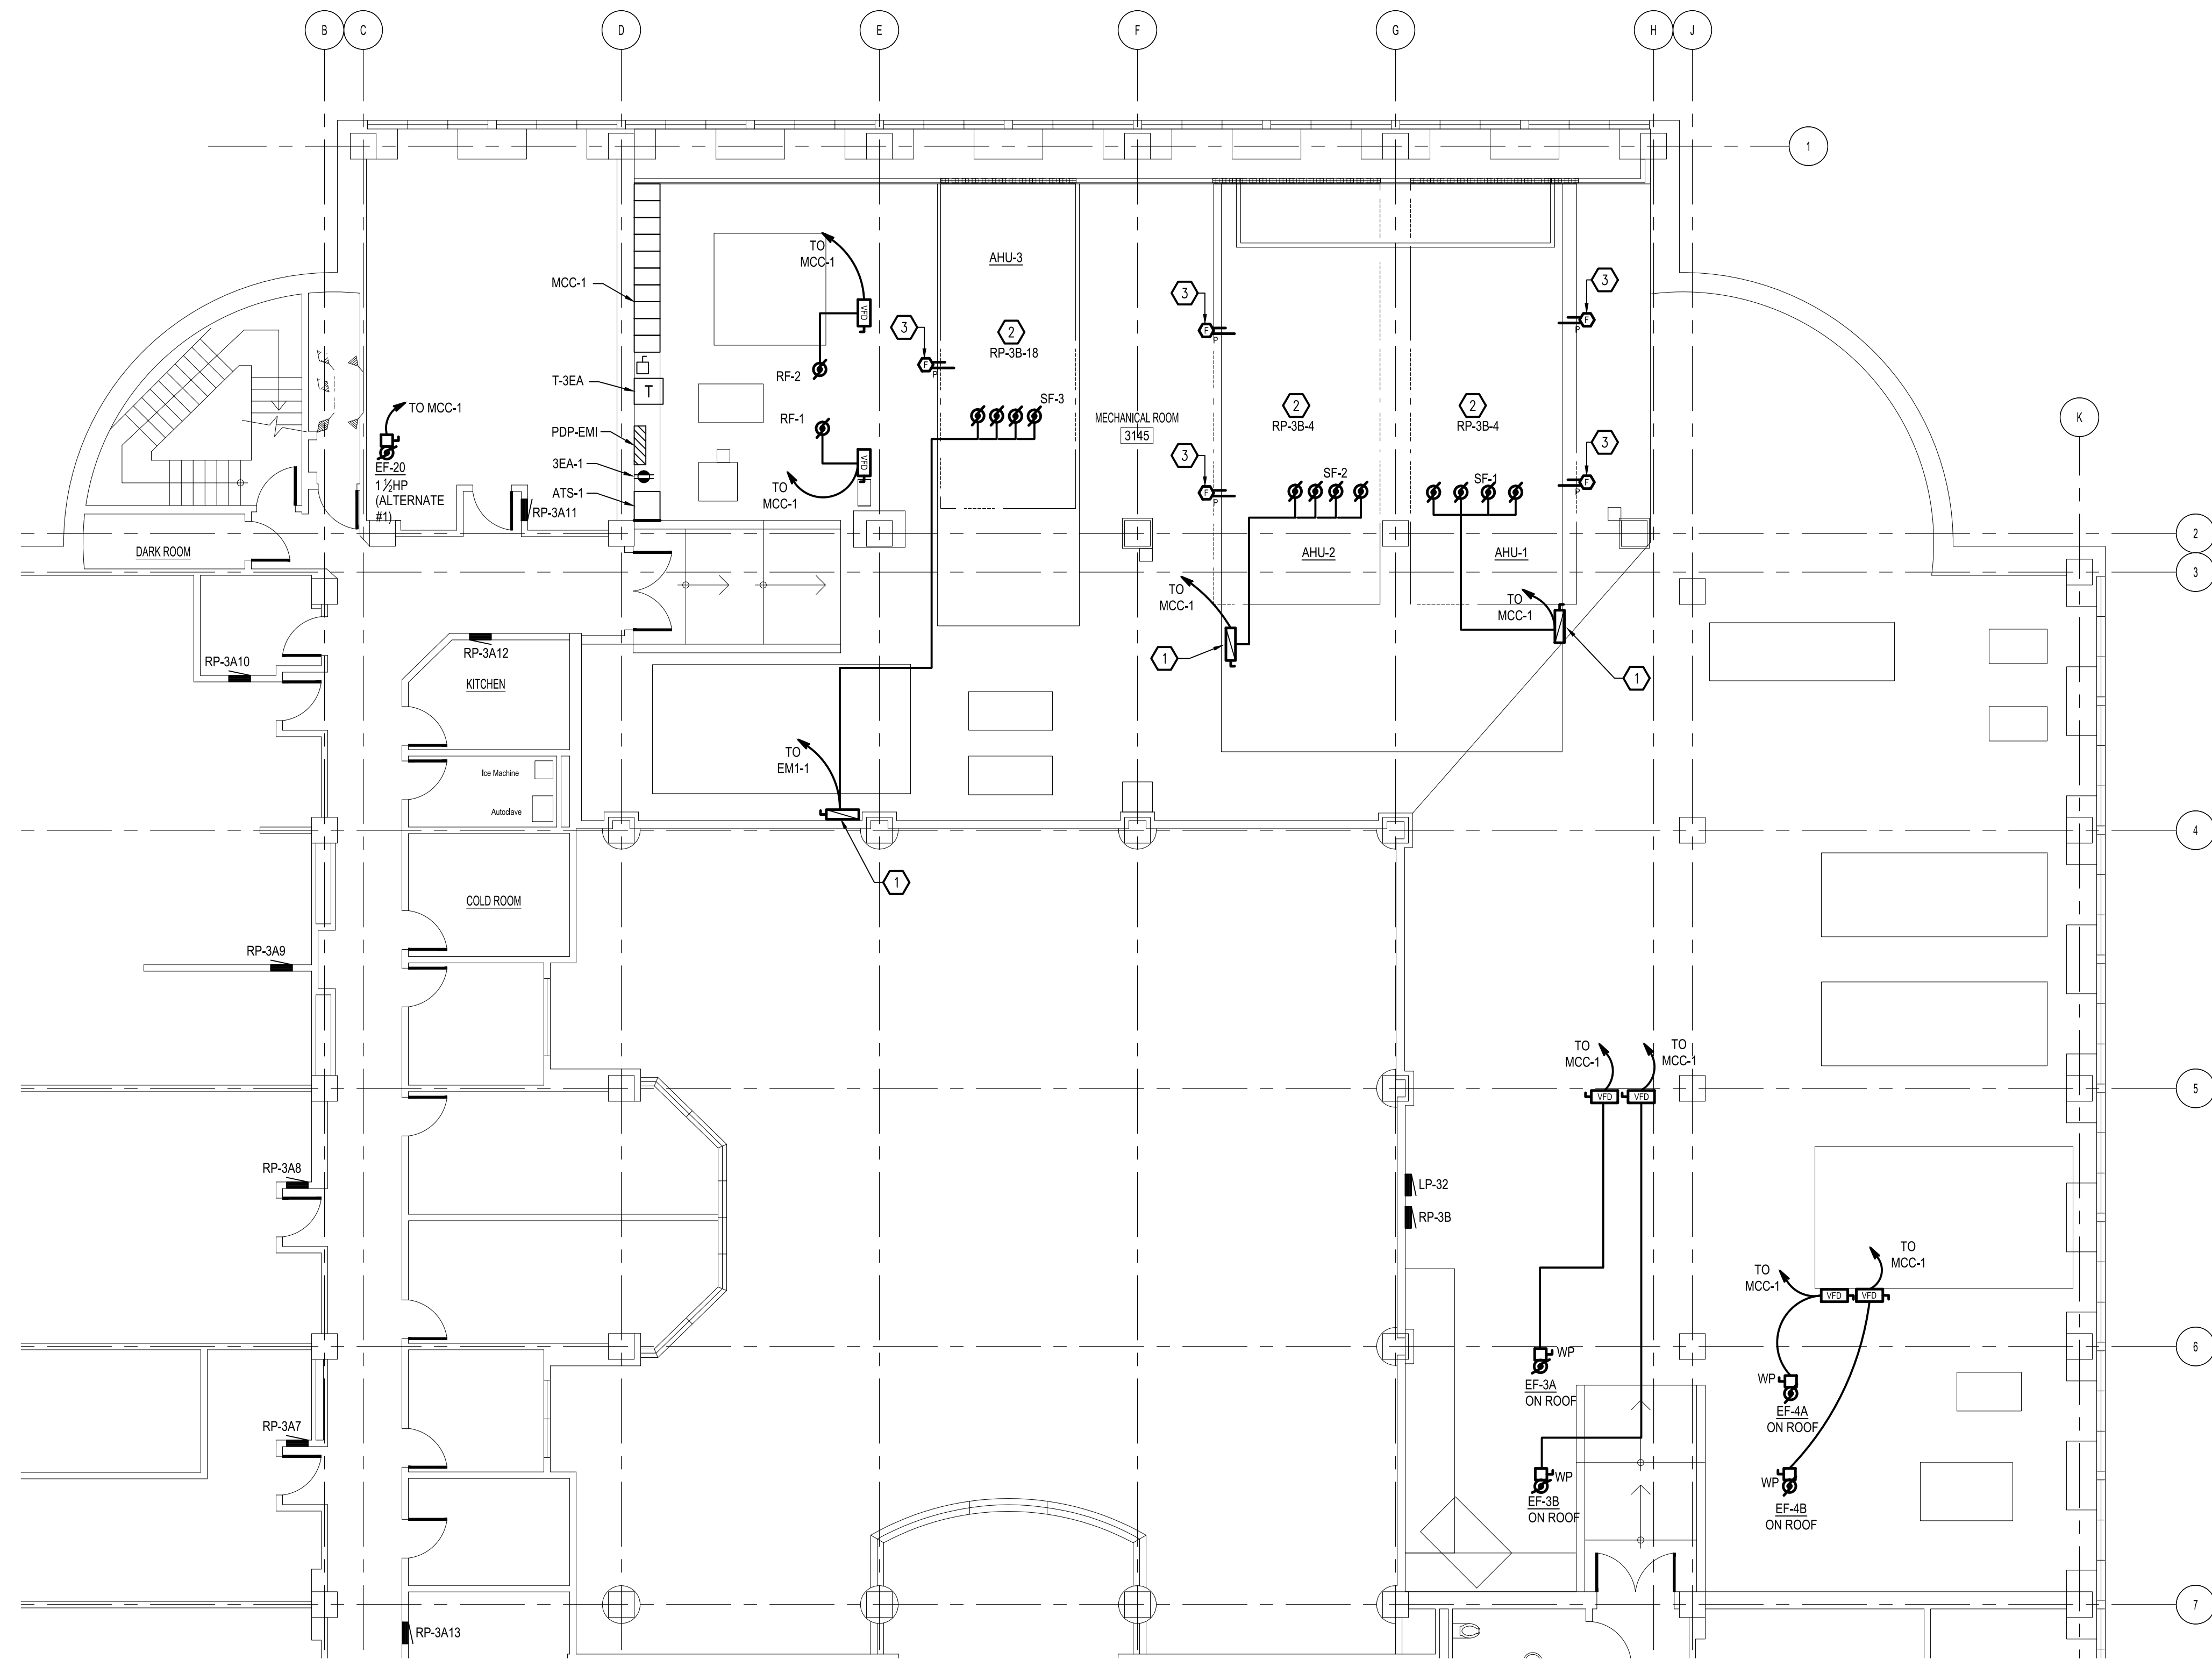 B
C
D
E
F
G
H
J
1
TO
MCC-1
AHU-3
MCC-1
VFD
3
3
3
2
RP-3B-18
F
P
F
P
F
P
T-3EA
T
RF-2
RF-1
SF-3
MECHANICAL ROOM
3145
2
RP-3B-4
2
RP-3B-4
TO MCC-1
PDP-EMI
3EA-1
ATS-1
VFD
TO
MCC-1
3
F
P
3
F
P
SF-2
SF-1
K
EF-20
1 ½HP
(ALTERNATE
#1)
RP-3A11
DARK ROOM
AHU-2
AHU-1
2
3
TO
MCC-1
TO
MCC-1
1
1
RP-3A12
RP-3A10
KITCHEN
TO
EM1-1
Ice Machine
Autoclave
4
1
COLD ROOM
RP-3A9
TO
MCC-1
TO
MCC-1
VFD
VFD
5
RP-3A8
LP-32
RP-3B
TO
MCC-1
TO
MCC-1
VFD
VFD
6
WP
EF-3A
ON ROOF
WP
EF-4A
ON ROOF
RP-3A7
WP
EF-3B
ON ROOF
WP
EF-4B
ON ROOF
7
RP-3A13